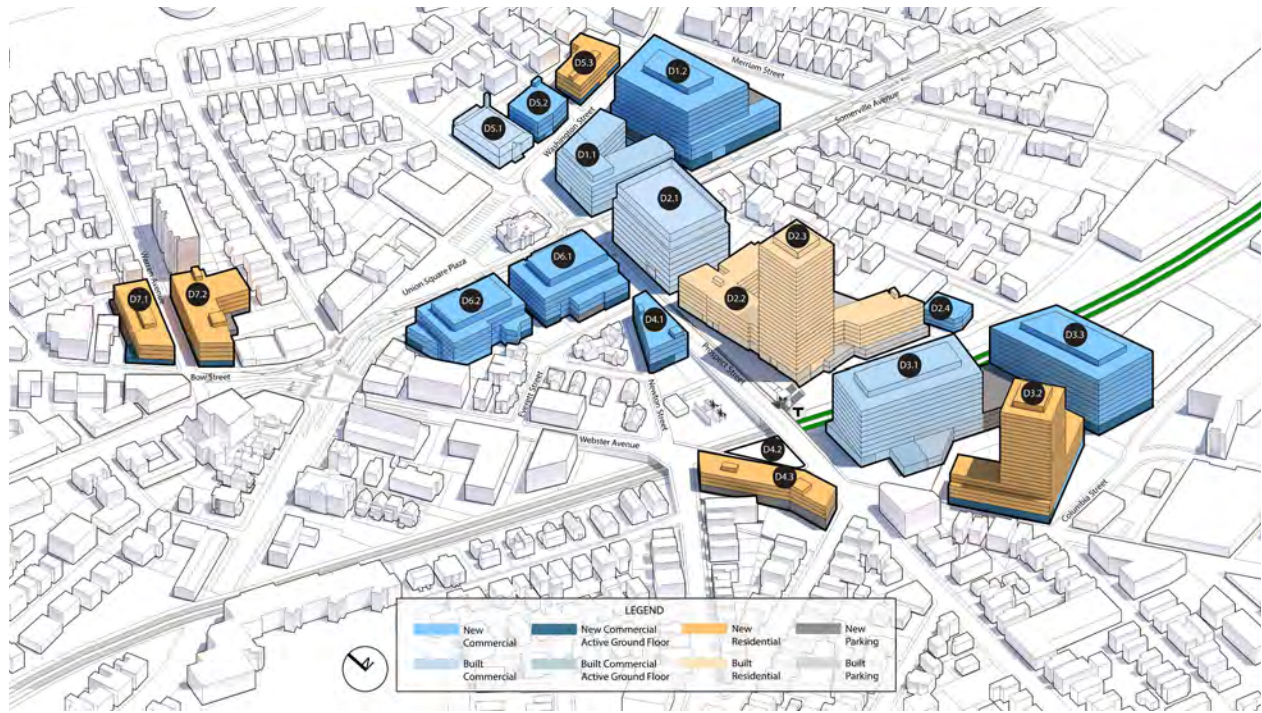 D5.3
D1.2
Merriam Street
D5.2
Somerville Avenue
D5.1
Washington Street
D1.1
D2.1
D2.3
Warren Avenue
Union Square Plaza
D6.1
D7.1
D7.2
D6.2
D2.2
D2.4
D4.1
D3.3
Prospect Street
D3.1
Bow Street
D3.2
Everett Street
Newton Street
T
Webster Avenue
D4.2
D4.3
Columbia Street
LEGEND
New Commercial
New Commercial Active Ground Floor
New Residential
New Parking
Built Commercial
Built Commercial Active Ground Floor
Built Residential
Built Parking
N